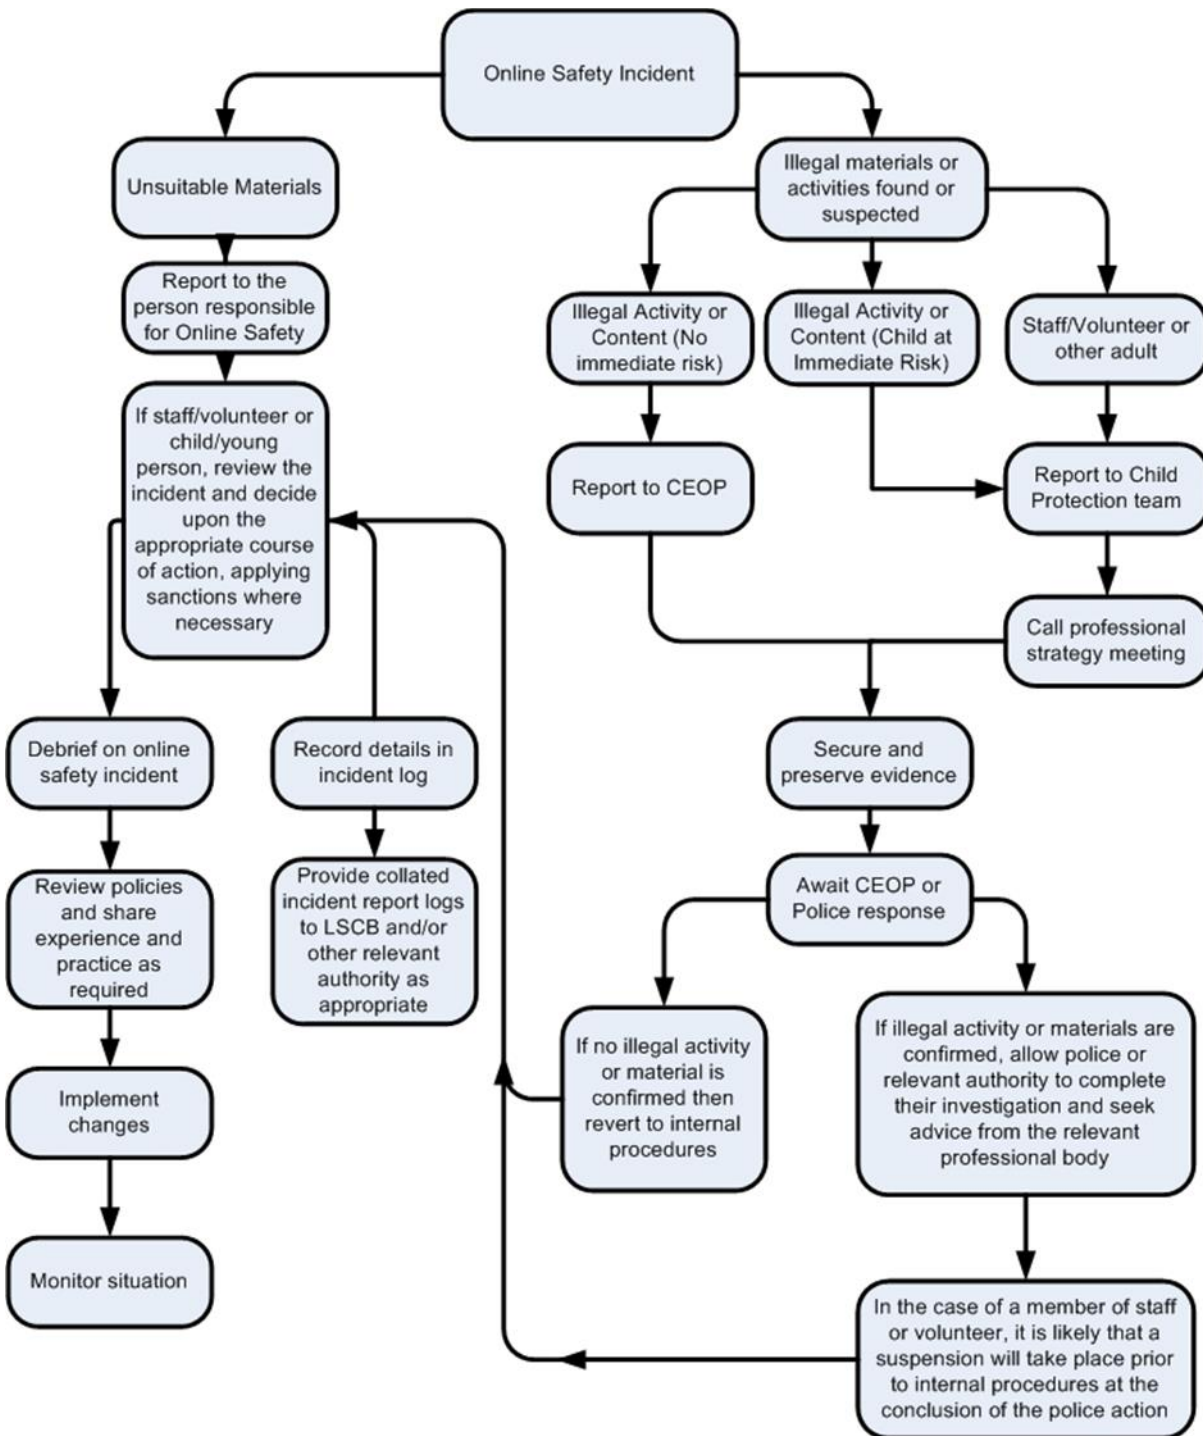 Online Safety Incident
Unsuitable Materials
Illegal materials or
activities found or
suspected
Report to the
person responsible
for Online Safety
Illegal Activity or
Content (No
immediate risk)
Illegal Activity or
Content (Child at
Immediate Risk)
Staff/Volunteer or
other adult
If staff/volunteer or
child/young
person, review the
incident and decide
upon the
appropriate course
of action, applying
sanctions where
necessary
Report to CEOP
Report to Child
Protection team
Call professional
strategy meeting
Debrief on online
safety incident
Record details in
incident log
Secure and
preserve evidence
Review policies
and share
experience and
practice as
required
Provide collated
incident report logs
to LSCB and/or
other relevant
authority as
appropriate
Await CEOP or
Police response
If no illegal activity
or material is
confirmed then
revert to internal
procedures
If illegal activity or materials are
confirmed, allow police or
relevant authority to complete
their investigation and seek
advice from the relevant
professional body
Implement
changes
Monitor situation
In the case of a member of staff
or volunteer, it is likely that a
suspension will take place prior
to internal procedures at the
conclusion of the police action